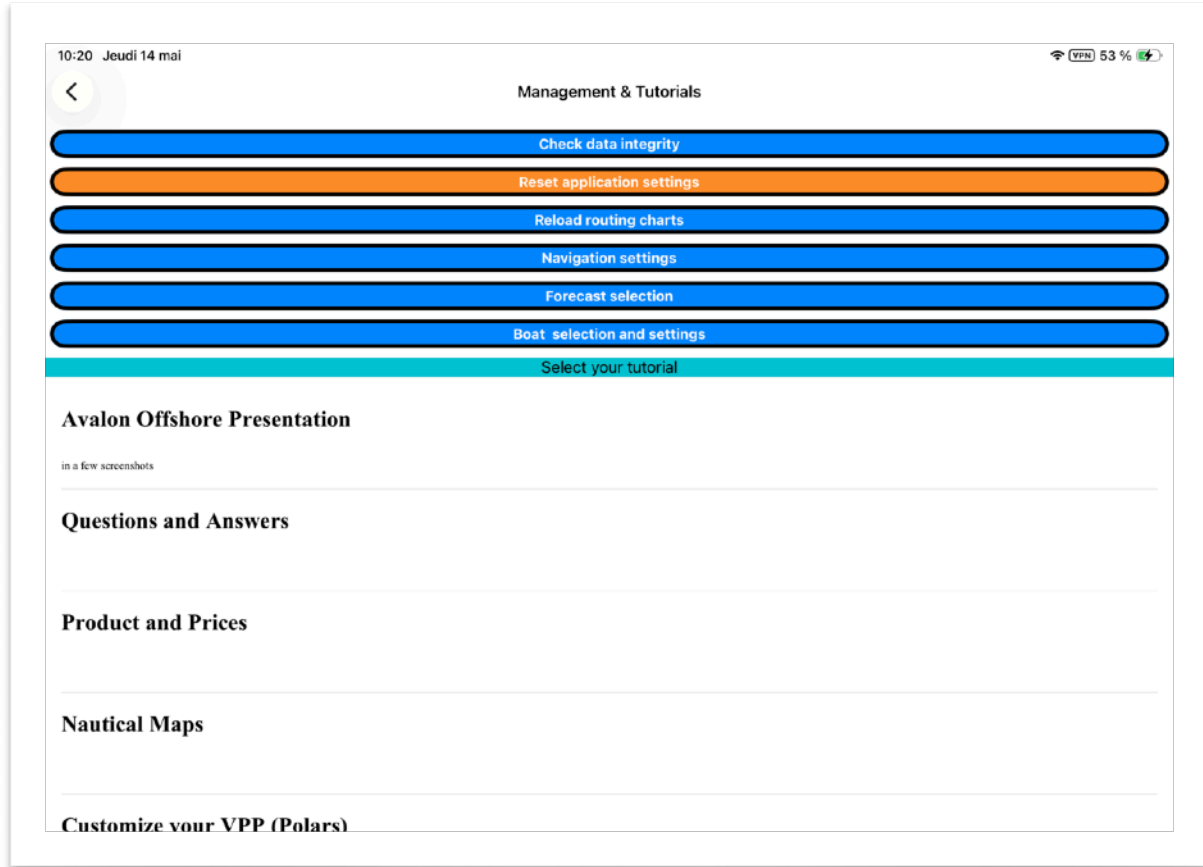 10:20 Jeudi 14 mai VPN 53 %
Management & Tutorials
Check data integrity
Reset application settings
Reload routing charts
Navigation settings
Forecast selection
Boat selection and settings
Select your tutorial
Avalon Offshore Presentation
in a few screenshots
Questions and Answers
Product and Prices
Nautical Maps
Customize your VPP (Polars)